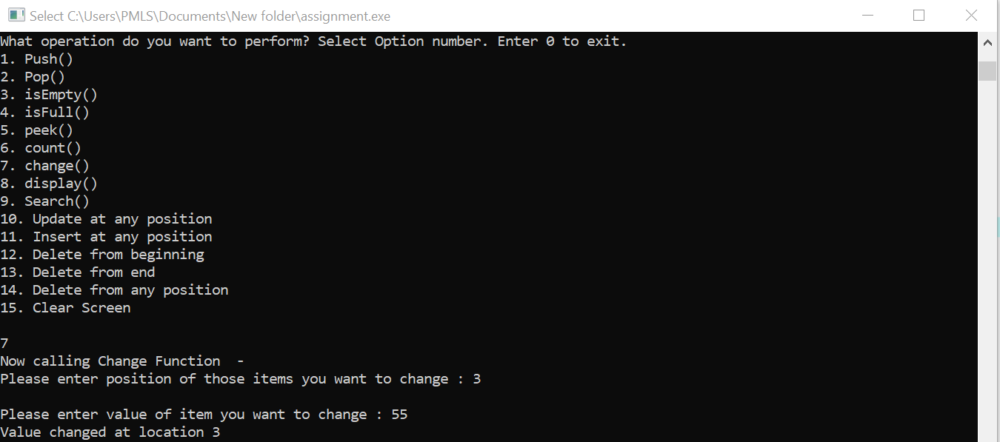 Select C:\Users\PMLS\Documents\New folder\assignment.exe
What operation do you want to perform? Select Option number. Enter 0 to exit.
1. Push()
2. Pop()
3. isEmpty()
4. isFull()
5. peek()
6. count()
7. change()
8. display()
9. Search()
10. Update at any position
11. Insert at any position
12. Delete from beginning
13. Delete from end
14. Delete from any position
15. Clear Screen
7
Now calling Change Function  -
Please enter position of those items you want to change : 3
Please enter value of item you want to change : 55
Value changed at location 3